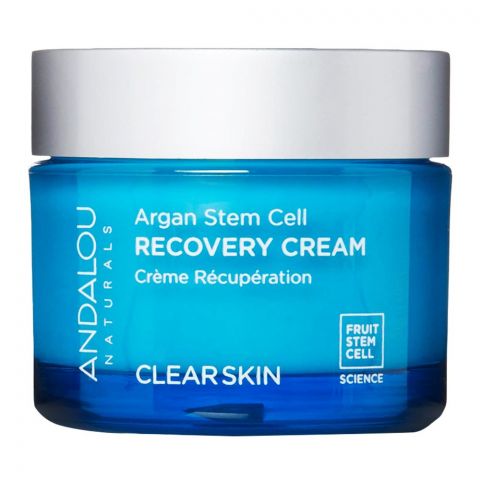 ANDALOU
NATURALS
Argan Stem Cell
RECOVERY CREAM
Crème Récupération
CLEAR SKIN
FRUIT
STEM
CELL
SCIENCE